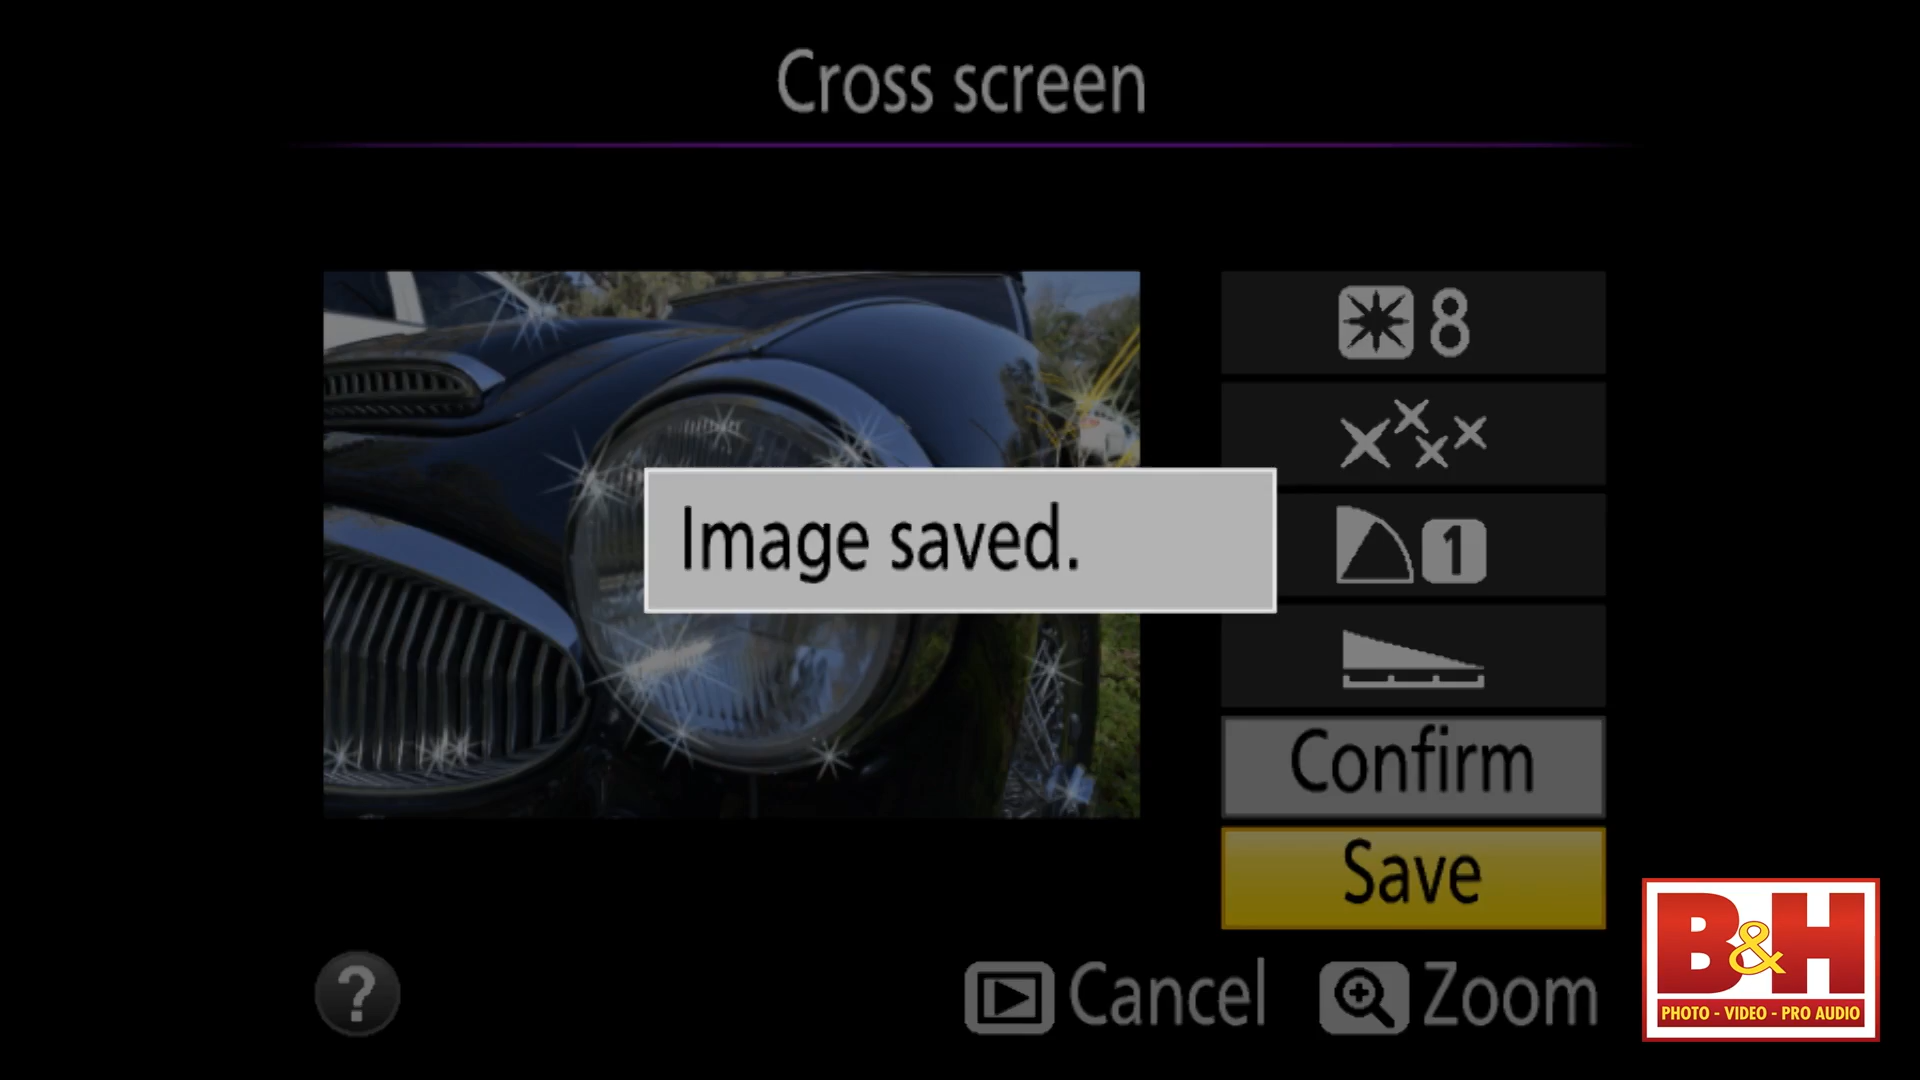 Cross screen
8
1
Image saved.
Confirm
Save
? Cancel Zoom
B&H
PHOTO - VIDEO - PRO AUDIO